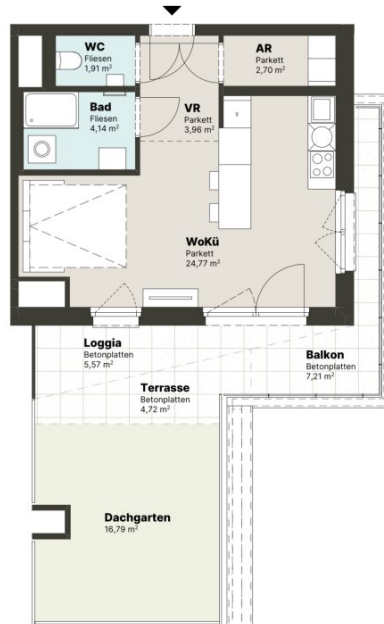 WC
Fliesen
1,91 m²
AR
Parkett
2,70 m²
Bad
Fliesen
4,14 m²
VR
Parkett
3,96 m²
WoKü
Parkett
24,77 m²
Loggia
Betonplatten
5,57 m²
Balkon
Betonplatten
7,21 m²
Terrasse
Betonplatten
4,72 m²
Dachgarten
16,79 m²